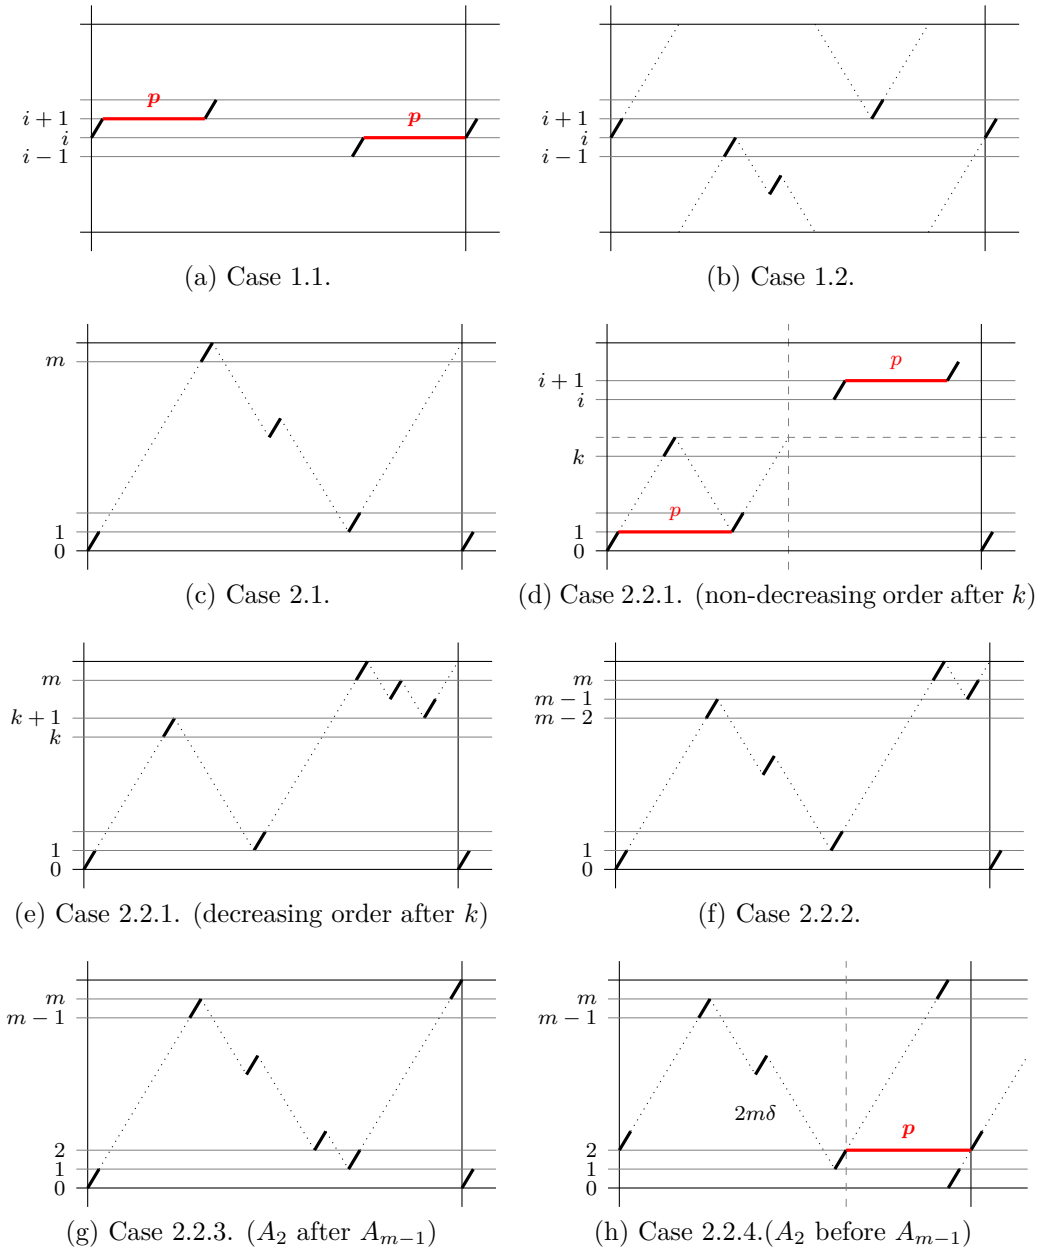 p
p
i + 1
i
i − 1
(a) Case 1.1.
i + 1
i
i − 1
(b) Case 1.2.
m
1
0
(c) Case 2.1.
p
i + 1
i
k
p
1
0
(d) Case 2.2.1. (non-decreasing order after k)
m
k + 1
k
1
0
(e) Case 2.2.1. (decreasing order after k)
m
m − 1
m − 2
1
0
(f) Case 2.2.2.
m
m − 1
2
1
0
(g) Case 2.2.3. (A₂ after Aₘ₋₁)
m
m − 1
2mδ
p
2
1
0
(h) Case 2.2.4.(A₂ before Aₘ₋₁)